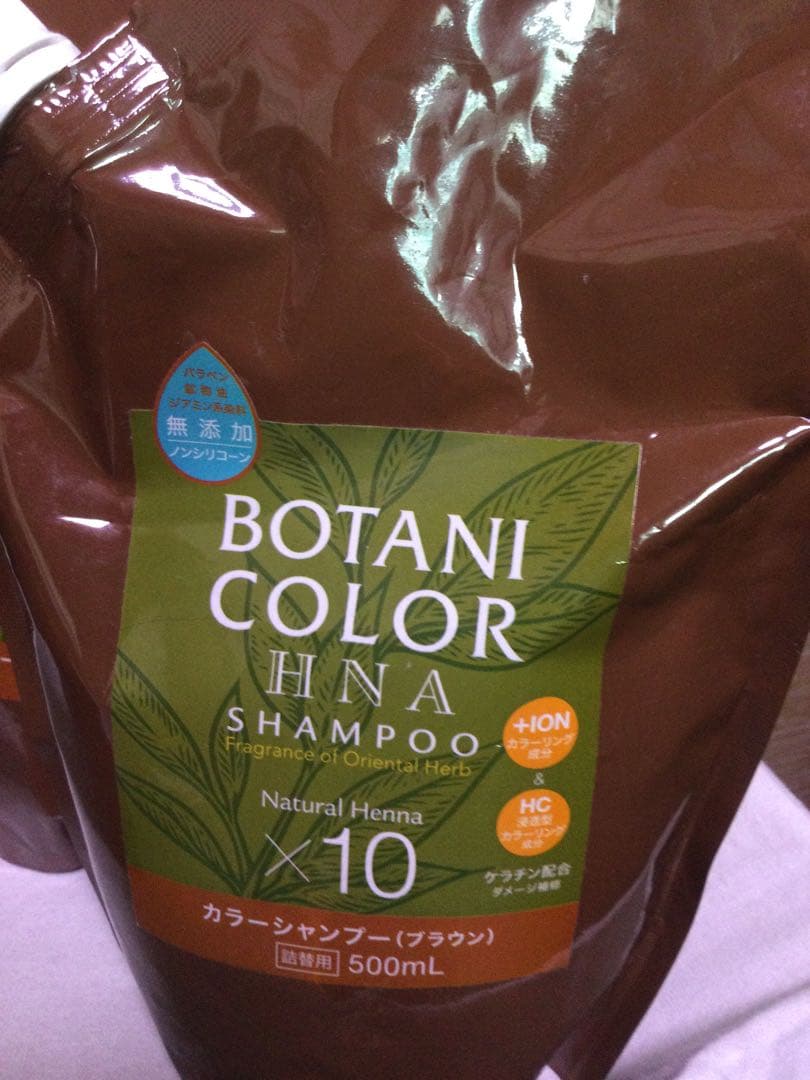 パラベン
鉱物油
ジアミン系染料
無添加
ノンシリコーン
BOTANI
COLOR
HNA
SHAMPOO
Fragrance of Oriental Herb
Natural Henna
×10
+ION
カラーリング
成分
&
HC
浸透型
カラーリング
成分
ケラチン配合
ダメージ補修
カラーシャンプー(ブラウン)
詰替用 500mL